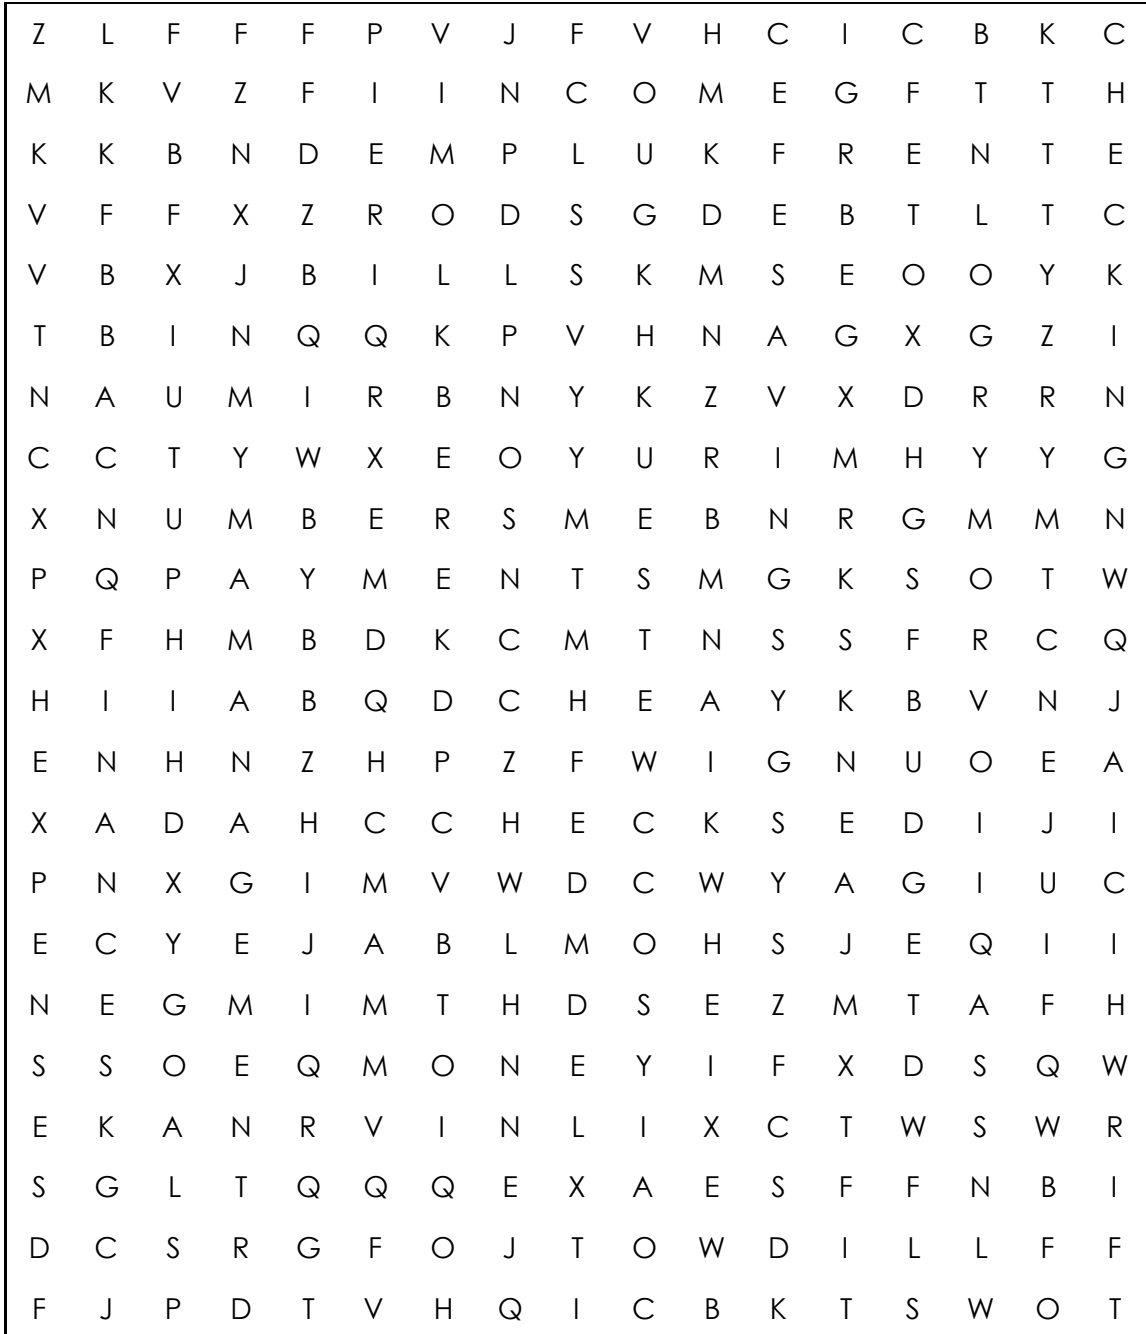 Z L F F F P V J F V H C I C B K C
M K V Z F I I N C O M E G F T T H
K K B N D E M P L U K F R E N T E
V F F X Z R O D S G D E B T L T C
V B X J B I L L S K M S E O O Y K
T B I N Q Q K P V H N A G X G Z I
N A U M I R B N Y K Z V X D R R N
C C T Y W X E O Y U R I M H Y Y G
X N U M B E R S M E B N R G M M N
P Q P A Y M E N T S M G K S O T W
X F H M B D K C M T N S S F R C Q
H I I A B Q D C H E A Y K B V N J
E N H N Z H P Z F W I G N U O E A
X A D A H C C H E C K S E D I J I
P N X G I M V W D C W Y A G I U C
E C Y E J A B L M O H S J E Q I I
N E G M I M T H D S E Z M T A F H
S S O E Q M O N E Y I F X D S Q W
E K A N R V I N L I X C T W S W R
S G L T Q Q Q E X A E S F F N B I
D C S R G F O J T O W D I L L F F
F J P D T V H Q I C B K T S W O T